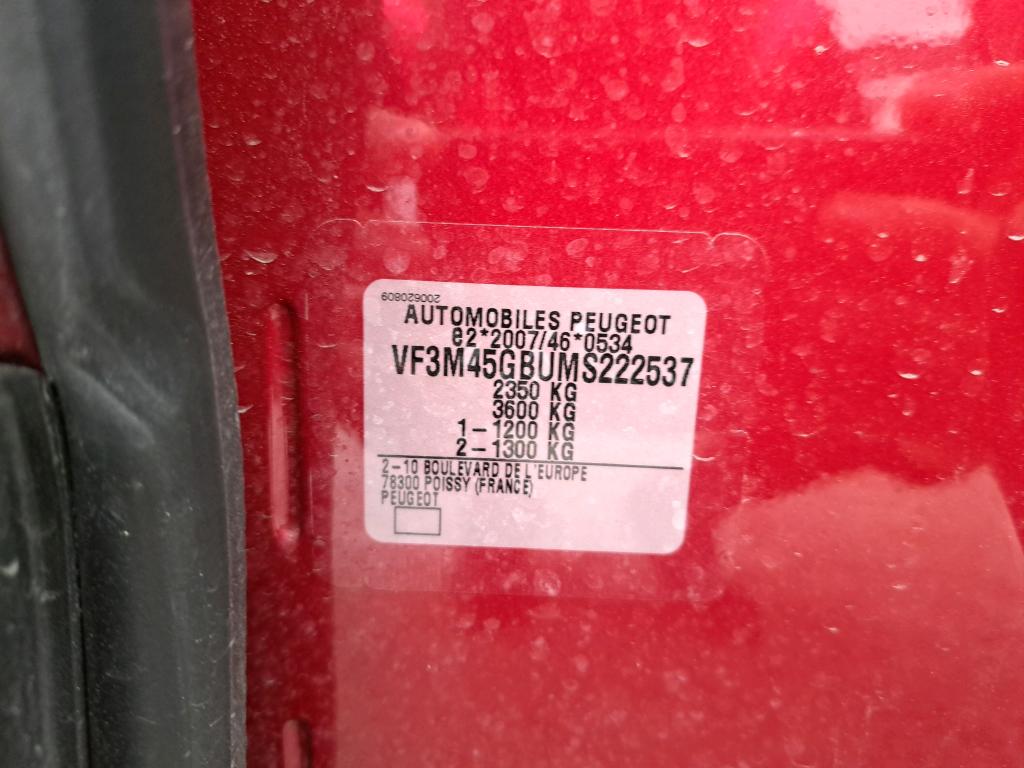 200620809
AUTOMOBILES PEUGEOT
e2*2007/46*0534
VF3M45GBUMS222537
2350 KG
3600 KG
1-1200 KG
2-1300 KG
2-10 BOULEVARD DE L'EUROPE
78300 POISSY (FRANCE)
PEUGEOT